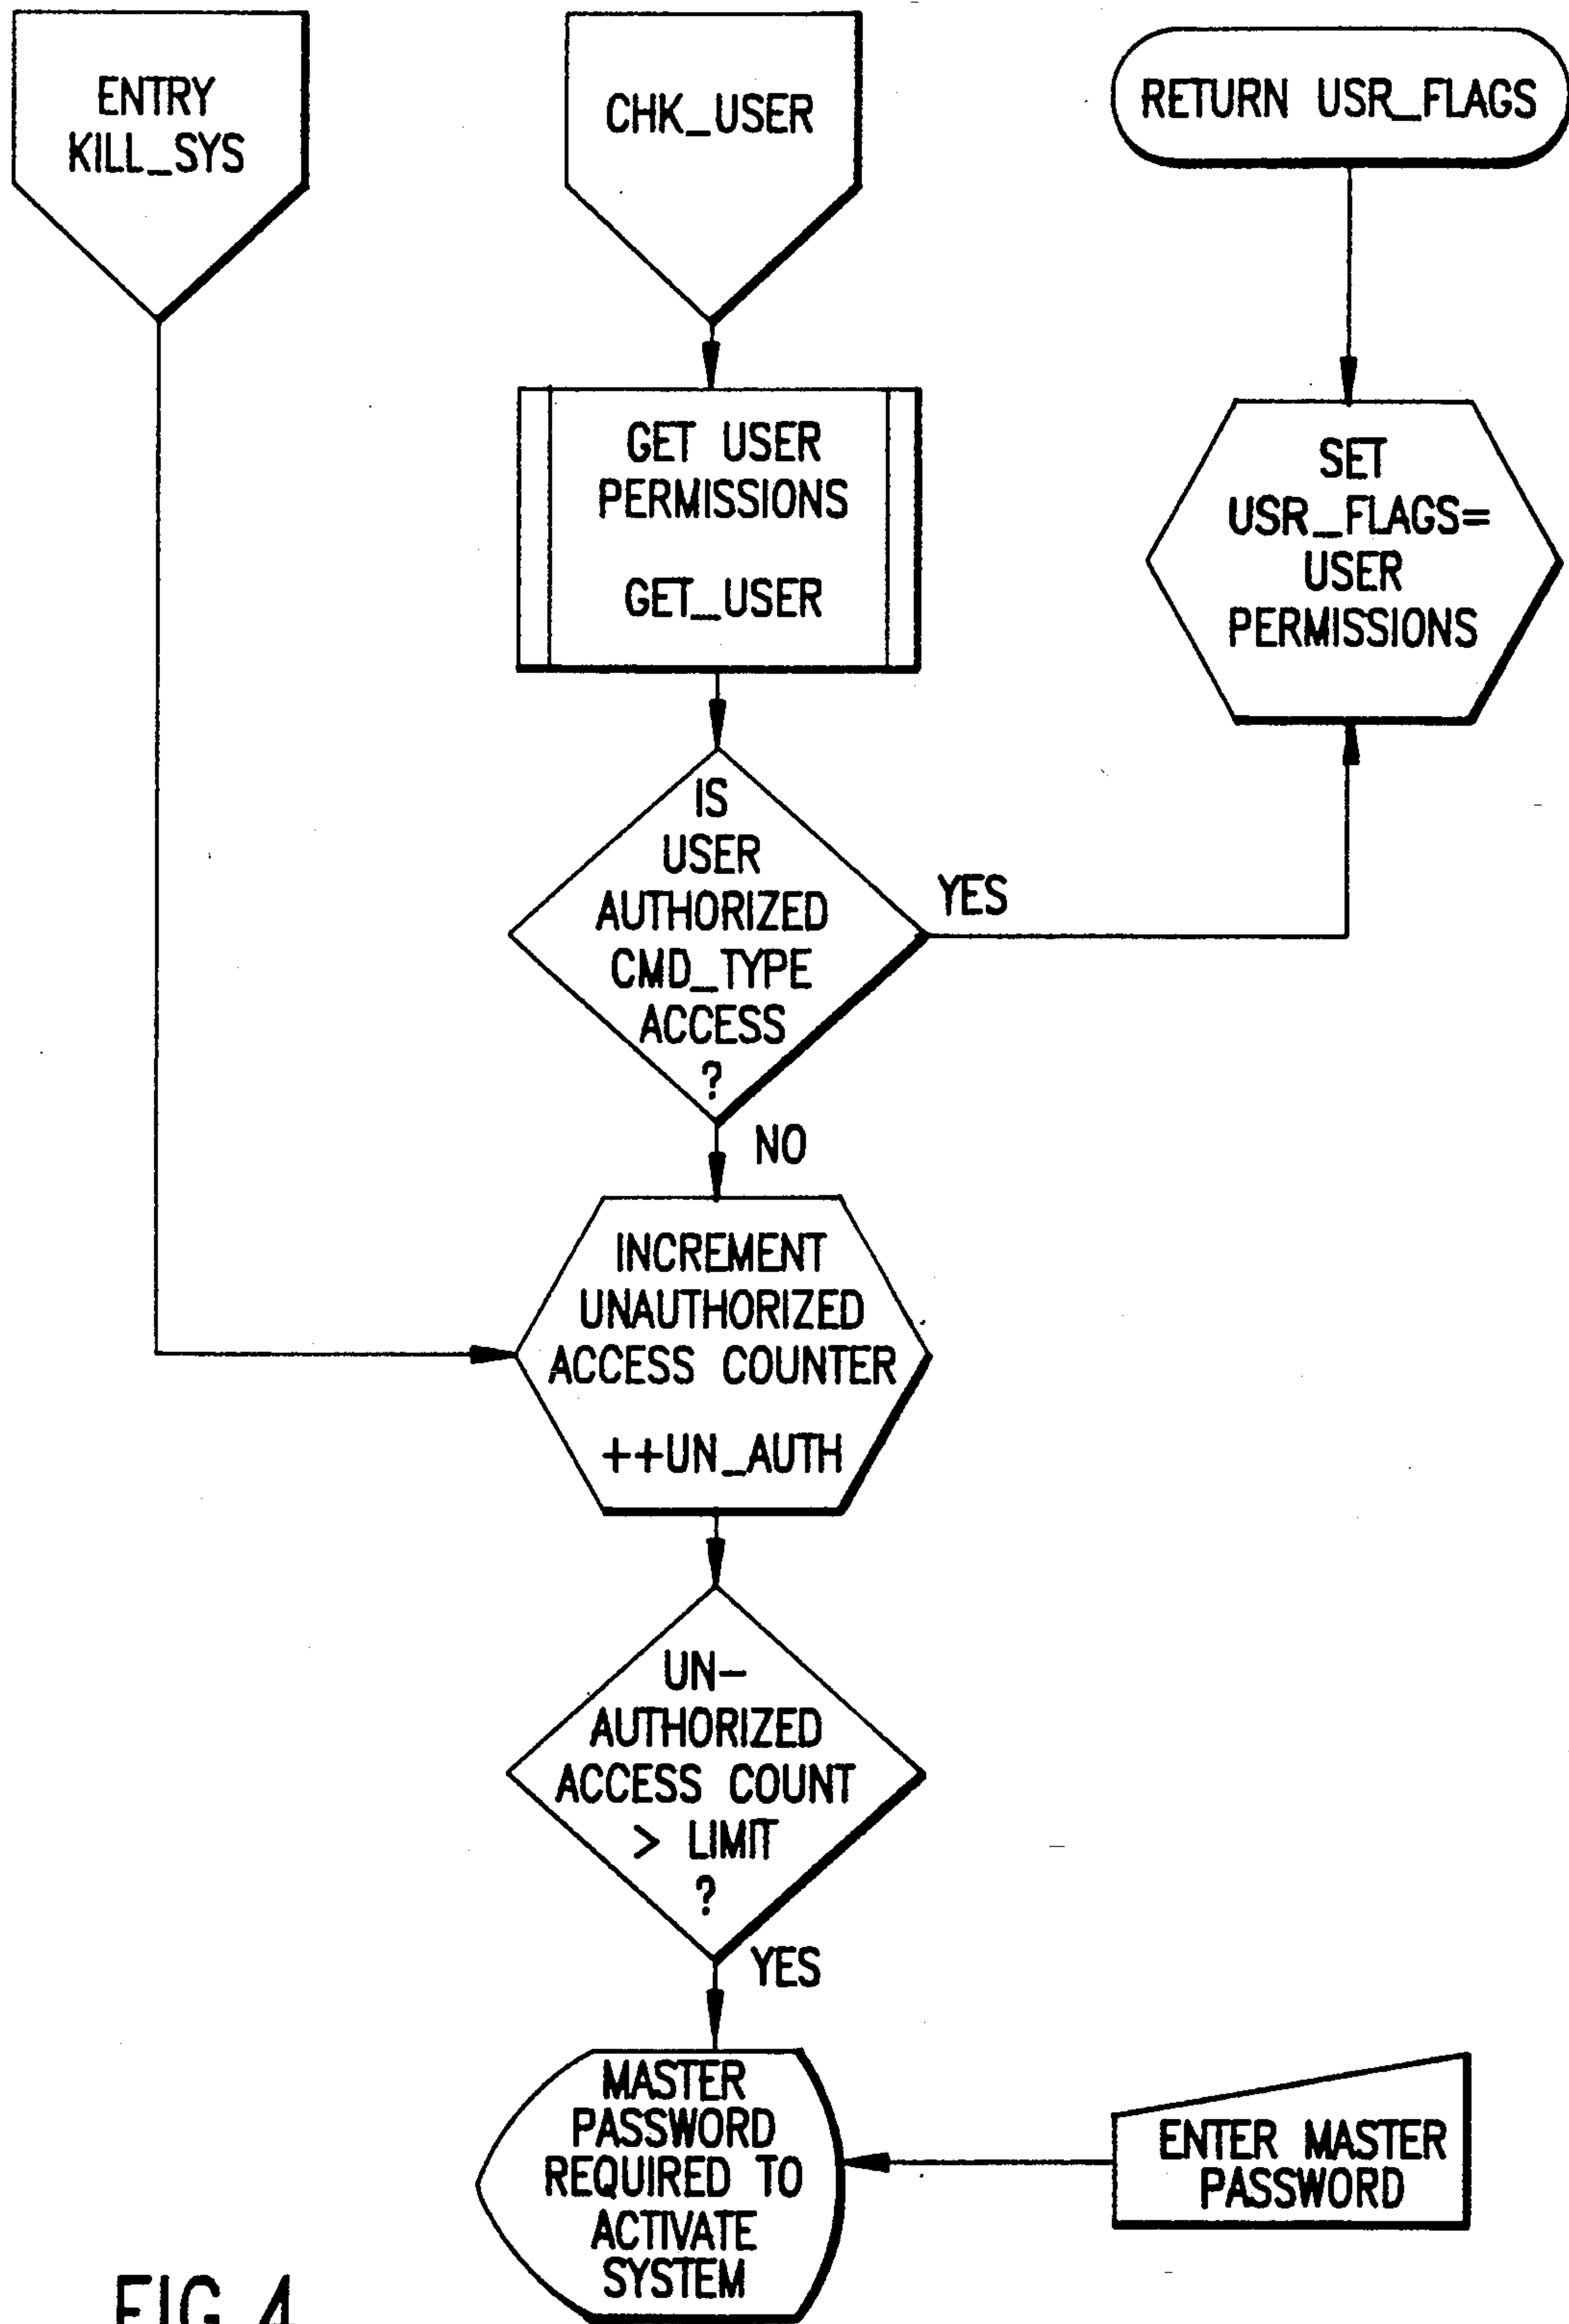 ENTRY
KILL_SYS
CHK_USER
RETURN USR_FLAGS
GET USER
PERMISSIONS
GET_USER
SET
USR_FLAGS=
USER
PERMISSIONS
IS
USER
AUTHORIZED
CMD_TYPE
ACCESS
?
YES
NO
INCREMENT
UNAUTHORIZED
ACCESS COUNTER
++UN_AUTH
UN-
AUTHORIZED
ACCESS COUNT
> LIMIT
?
YES
MASTER
PASSWORD
REQUIRED TO
ACTIVATE
SYSTEM
ENTER MASTER
PASSWORD
FIG. 4